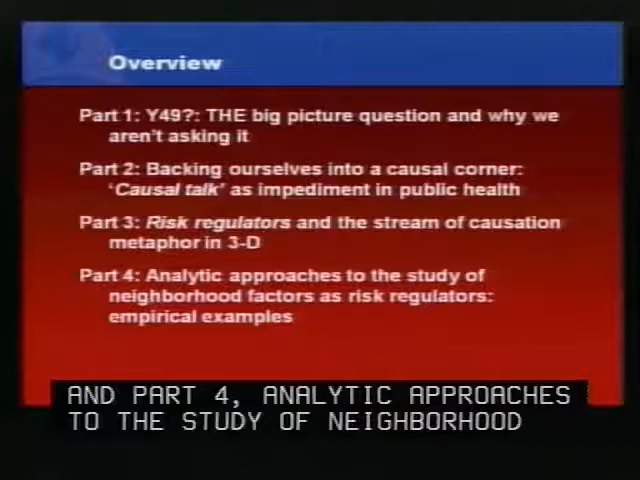 Overview
Part 1: Y49?: THE big picture question and why we
aren't asking it
Part 2: Backing ourselves into a causal corner:
'Causal talk' as impediment in public health
Part 3: Risk regulators and the stream of causation
metaphor in 3-D
Part 4: Analytic approaches to the study of
neighborhood factors as risk regulators:
empirical examples
AND PART 4, ANALYTIC APPROACHES
TO THE STUDY OF NEIGHBORHOOD